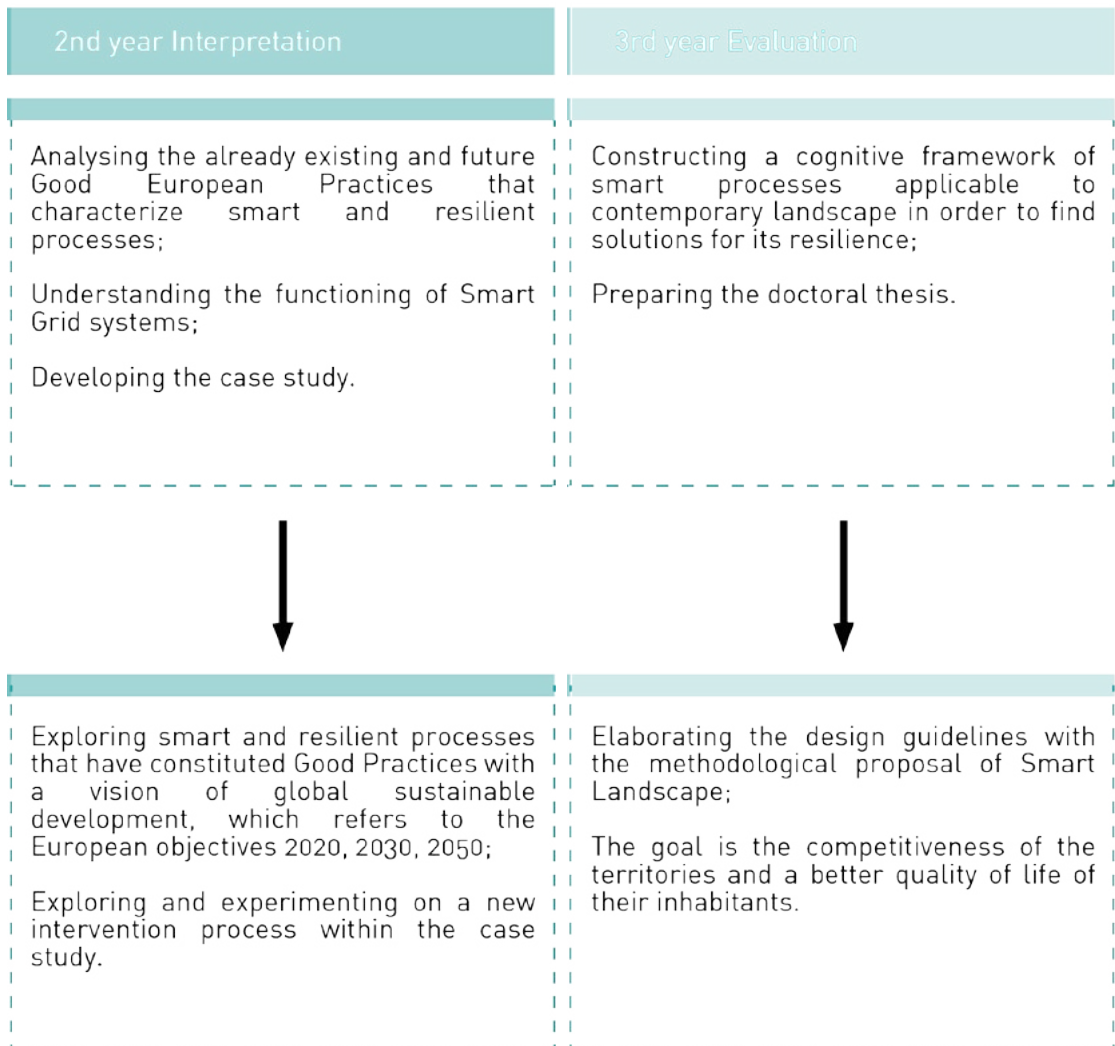 2nd year Interpretation
3rd year Evaluation
Analysing the already existing and future
Good European Practices that
characterize smart and resilient
processes;
Understanding the functioning of Smart
Grid systems;
Developing the case study.
Constructing a cognitive framework of
smart processes applicable to
contemporary landscape in order to find
solutions for its resilience;
Preparing the doctoral thesis.
Exploring smart and resilient processes
that have constituted Good Practices with
a vision of global sustainable
development, which refers to the
European objectives 2020, 2030, 2050;
Exploring and experimenting on a new
intervention process within the case
study.
Elaborating the design guidelines with
the methodological proposal of Smart
Landscape;
The goal is the competitiveness of the
territories and a better quality of life of
their inhabitants.